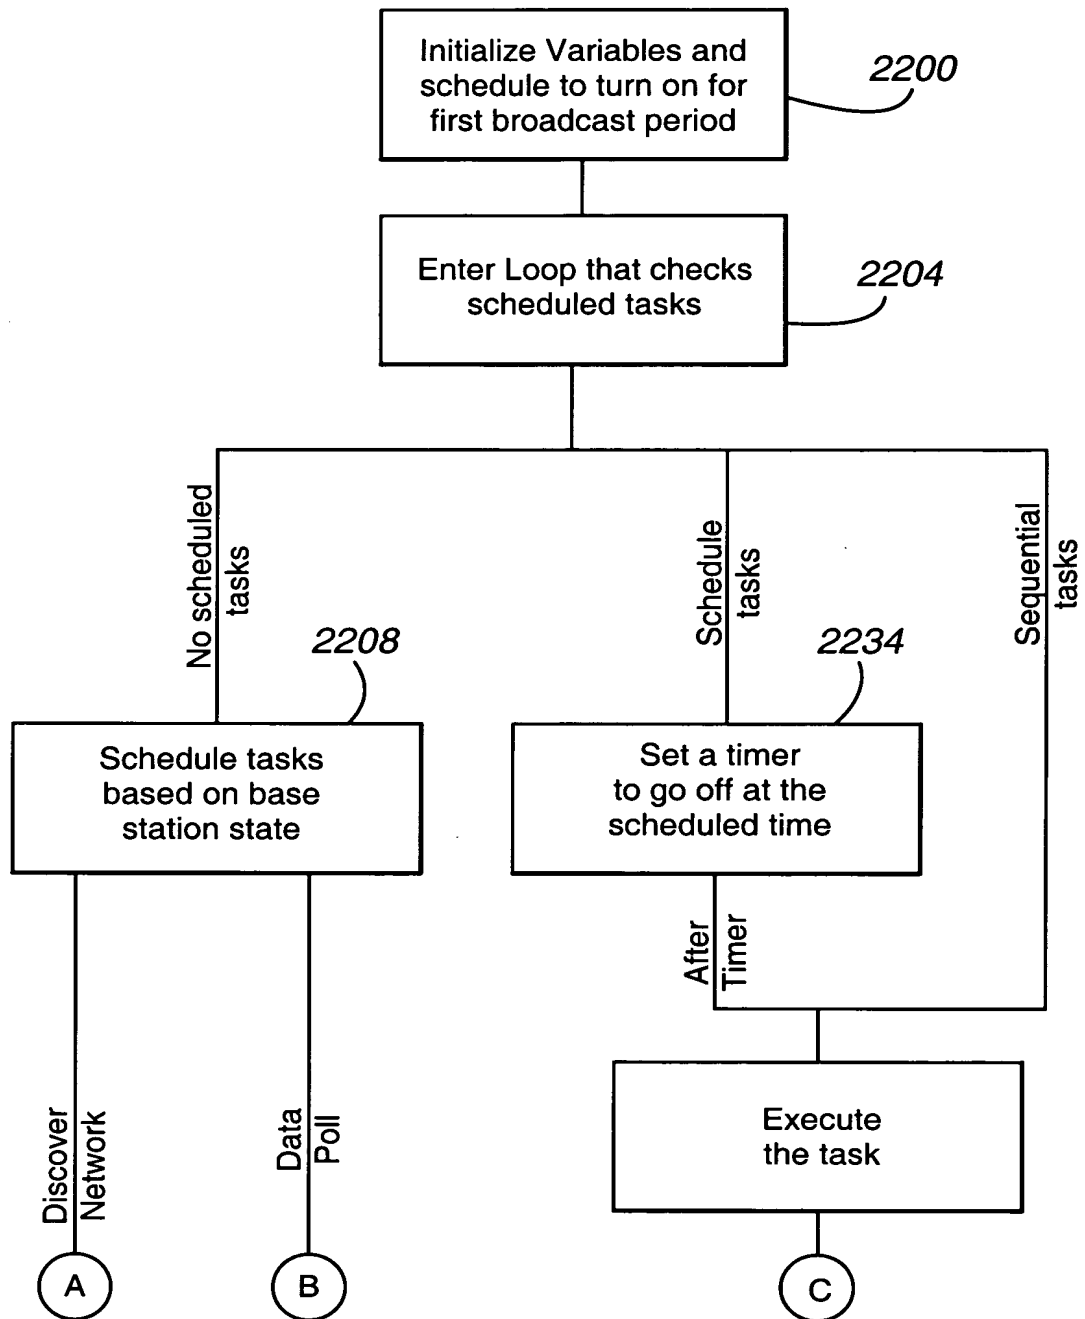 Initialize Variables and
schedule to turn on for
first broadcast period
2200
Enter Loop that checks
scheduled tasks
2204
No scheduled
tasks
Schedule
tasks
Sequential
tasks
2208
2234
Schedule tasks
based on base
station state
Set a timer
to go off at the
scheduled time
After
Timer
Discover
Network
Data
Poll
Execute
the task
A
B
C